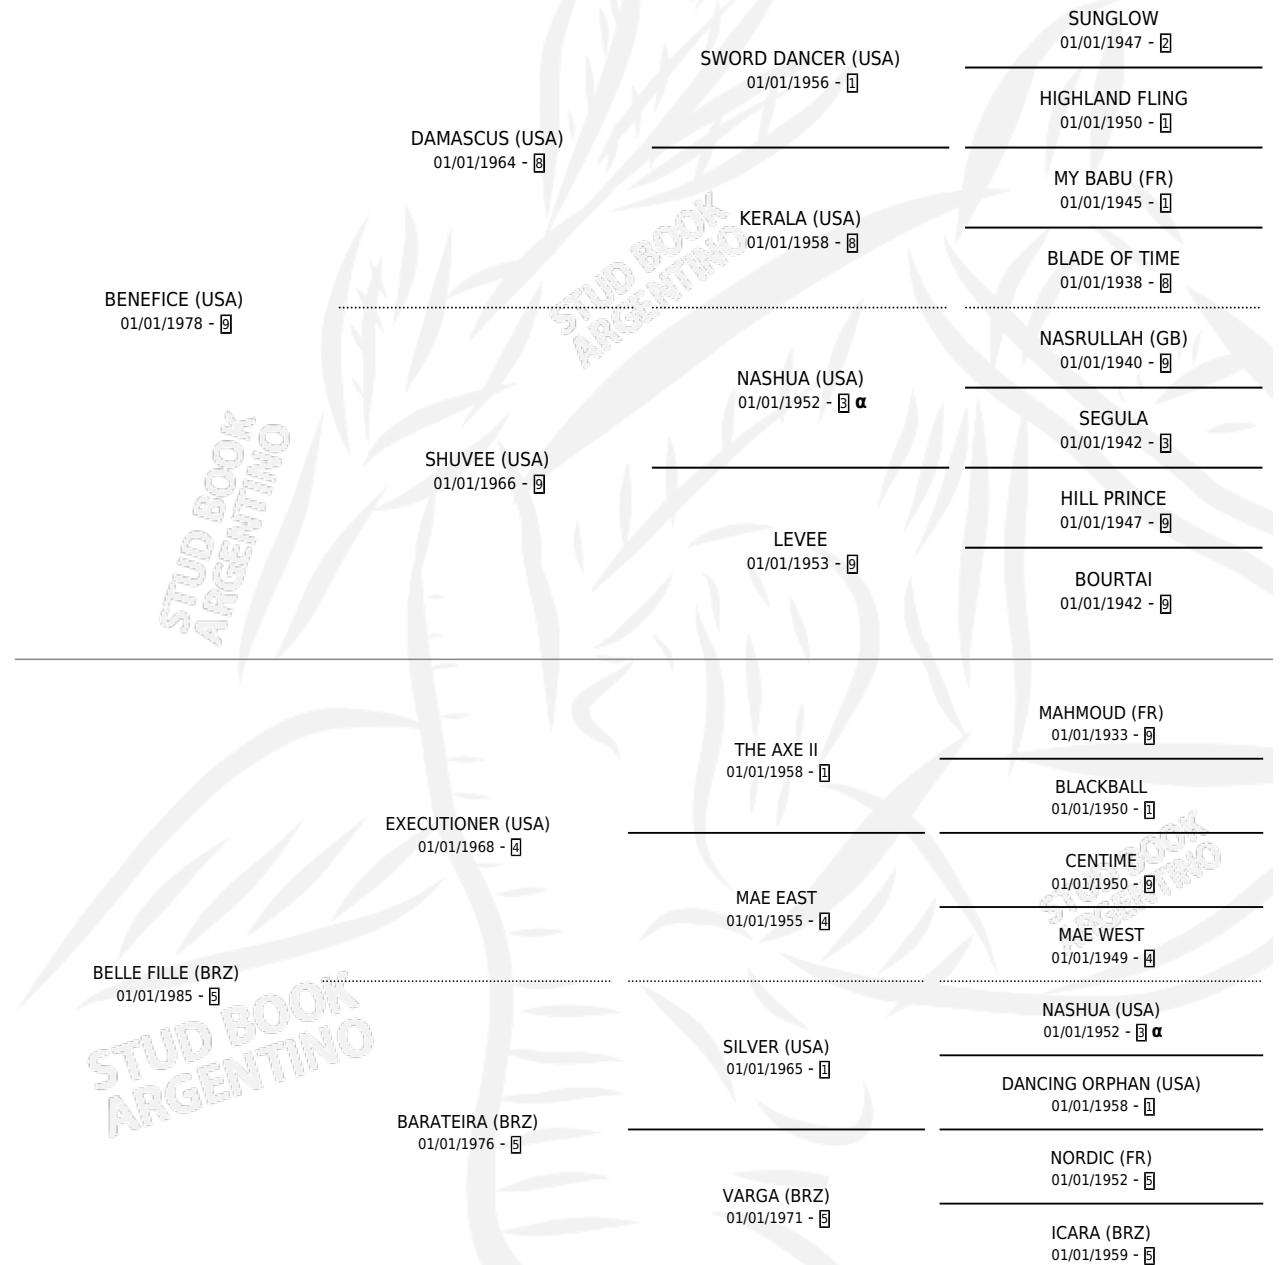 SUNGLOW
01/01/1947 - 2
SWORD DANCER (USA)
01/01/1956 - 1
HIGHLAND FLING
01/01/1950 - 1
DAMASCUS (USA)
01/01/1964 - 8
MY BABU (FR)
01/01/1945 - 1
KERALA (USA)
01/01/1958 - 8
BLADE OF TIME
01/01/1938 - 8
STUD BOOK
ARGENTINO
BENEFICE (USA)
01/01/1978 - 9
NASRULLAH (GB)
01/01/1940 - 9
NASHUA (USA)
01/01/1952 - 3 α
SEGULA
01/01/1942 - 3
SHUVEE (USA)
01/01/1966 - 9
HILL PRINCE
01/01/1947 - 9
LEVEE
01/01/1953 - 9
BOURTAI
01/01/1942 - 9
STUD BOOK
ARGENTINO
MAHMOUD (FR)
01/01/1933 - 9
THE AXE II
01/01/1958 - 1
BLACKBALL
01/01/1950 - 1
EXECUTIONER (USA)
01/01/1968 - 4
CENTIME
01/01/1950 - 9
MAE EAST
01/01/1955 - 4
MAE WEST
01/01/1949 - 4
STUD BOOK
ARGENTINO
BELLE FILLE (BRZ)
01/01/1985 - 5
NASHUA (USA)
01/01/1952 - 3 α
SILVER (USA)
01/01/1965 - 1
DANCING ORPHAN (USA)
01/01/1958 - 1
STUD BOOK
ARGENTINO
BARATEIRA (BRZ)
01/01/1976 - 5
NORDIC (FR)
01/01/1952 - 5
VARGA (BRZ)
01/01/1971 - 5
ICARA (BRZ)
01/01/1959 - 5